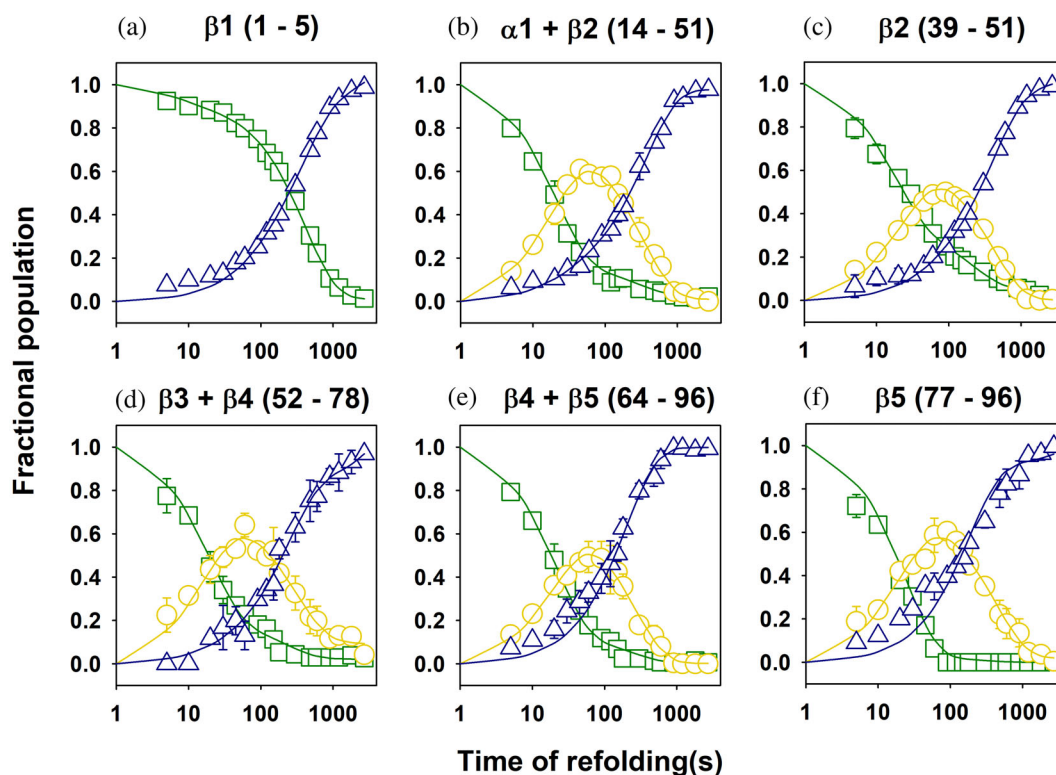 (a) β1 (1 - 5)
(b) α1 + β2 (14 - 51)
(c) β2 (39 - 51)
1.0
0.8
0.6
0.4
0.2
0.0
1 10 100 1000
1.0
0.8
0.6
0.4
0.2
0.0
1 10 100 1000
1.0
0.8
0.6
0.4
0.2
0.0
1 10 100 1000
Fractional population
(d) β3 + β4 (52 - 78)
(e) β4 + β5 (64 - 96)
(f) β5 (77 - 96)
1.0
0.8
0.6
0.4
0.2
0.0
1 10 100 1000
1.0
0.8
0.6
0.4
0.2
0.0
1 10 100 1000
1.0
0.8
0.6
0.4
0.2
0.0
1 10 100 1000
Time of refolding(s)